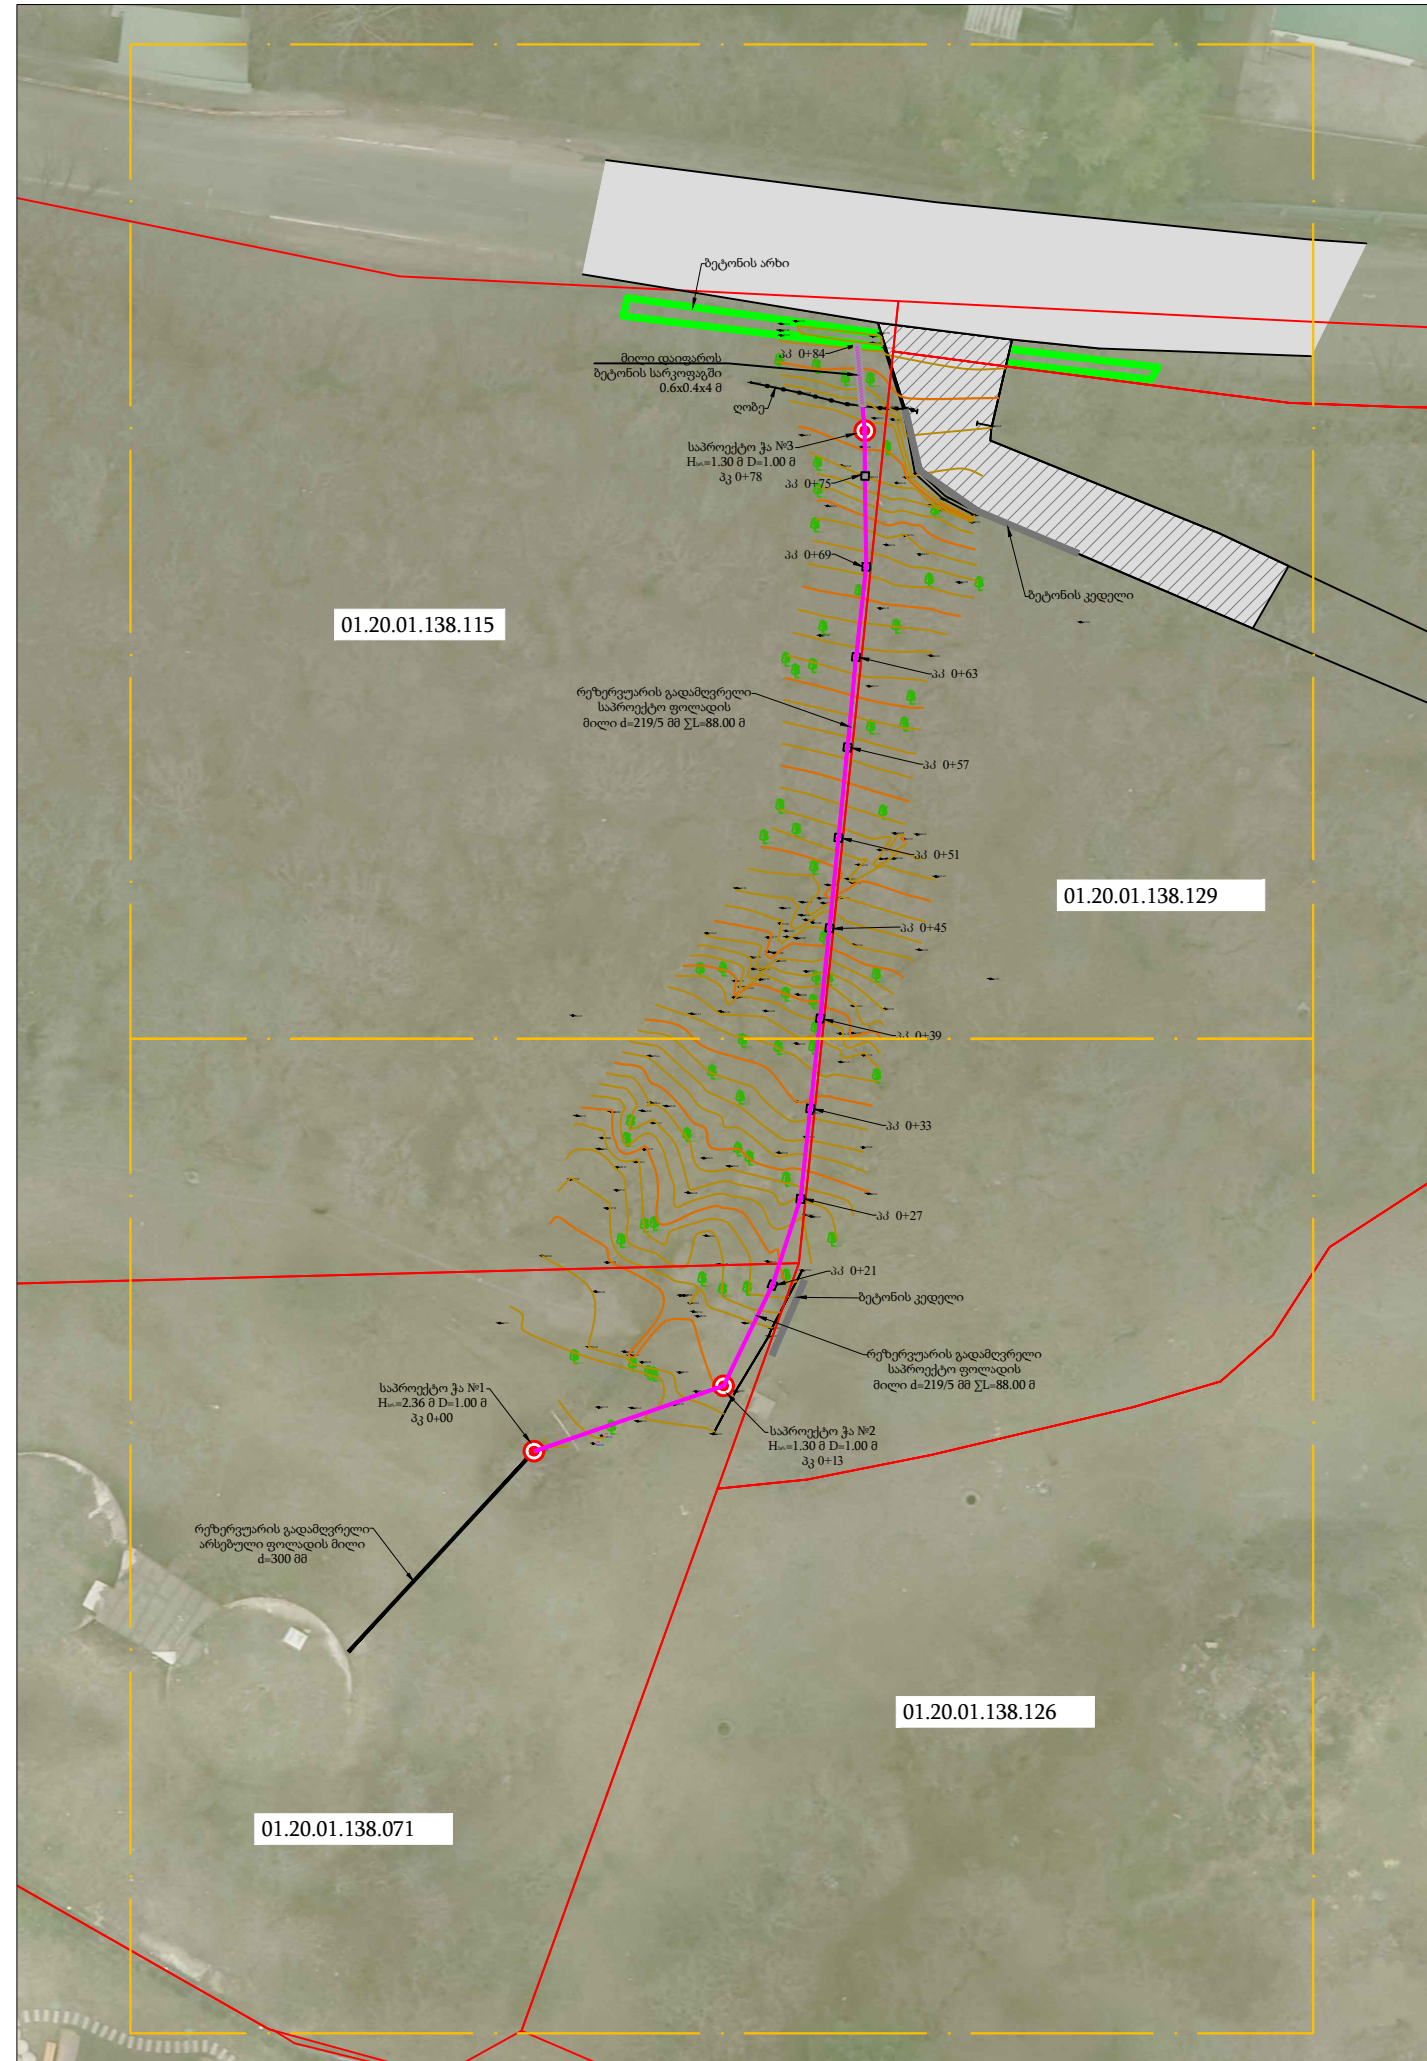 ბეტონის არხი
პკ 0+84
მილი დაიფაროს
ბეტონის სარკოფაგში
0.6x0.4x4 მ
ღობე
საპროექტო ჭა №3
H=1.30 მ D=1.00 მ
პკ 0+78
პკ 0+75
პკ 0+69
ბეტონის კედელი
01.20.01.138.115
პკ 0+63
რეზერვუარის გადამღვრელი
საპროექტო ფოლადის
მილი d=219/5 მმ ∑L=88.00 მ
პკ 0+57
პკ 0+51
01.20.01.138.129
პკ 0+45
პკ 0+39
პკ 0+33
პკ 0+27
პკ 0+21
ბეტონის კედელი
რეზერვუარის გადამღვრელი
საპროექტო ფოლადის
მილი d=219/5 მმ ∑L=88.00 მ
საპროექტო ჭა №1
H=2.36 მ D=1.00 მ
პკ 0+00
საპროექტო ჭა №2
H=1.30 მ D=1.00 მ
პკ 0+13
რეზერვუარის გადამღვრელი
არსებული ფოლადის მილი
d=300 მმ
01.20.01.138.126
01.20.01.138.071